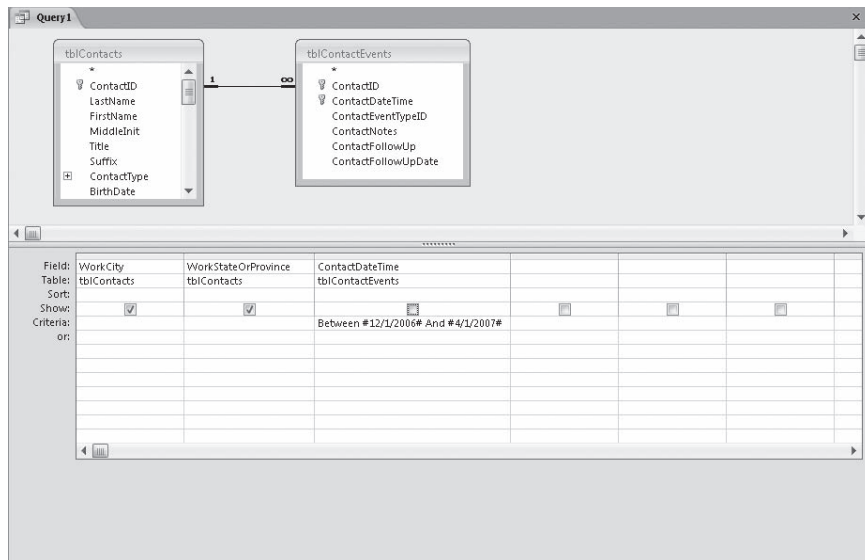 Query1
tblContacts
*
ContactID
LastName
FirstName
MiddleInit
Title
Suffix
ContactType
BirthDate
1 ∞
tblContactEvents
*
ContactID
ContactDateTime
ContactEventTypeID
ContactNotes
ContactFollowUp
ContactFollowUpDate
Field: WorkCity WorkStateOrProvince ContactDateTime
Table: tblContacts tblContacts tblContactEvents
Sort:
Show:
Criteria: Between #12/1/2006# And #4/1/2007#
or: